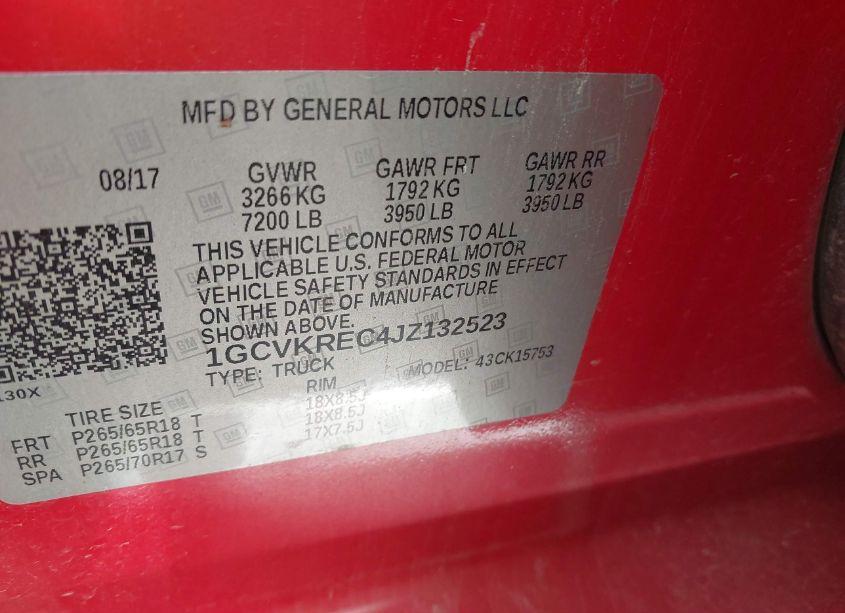 MFD BY GENERAL MOTORS LLC
08/17 GVWR GAWR FRT GAWR RR
3266 KG 1792 KG 1792 KG
7200 LB 3950 LB 3950 LB
THIS VEHICLE CONFORMS TO ALL
APPLICABLE U.S. FEDERAL MOTOR
VEHICLE SAFETY STANDARDS IN EFFECT
ON THE DATE OF MANUFACTURE
SHOWN ABOVE.
1GCVKREC4JZ132523
TYPE: TRUCK MODEL: 43CK15753
130X
TIRE SIZE RIM
FRT P265/65R18 T 18X8.5J
RR P265/65R18 T 18X8.5J
SPA P265/70R17 S 17X7.5J